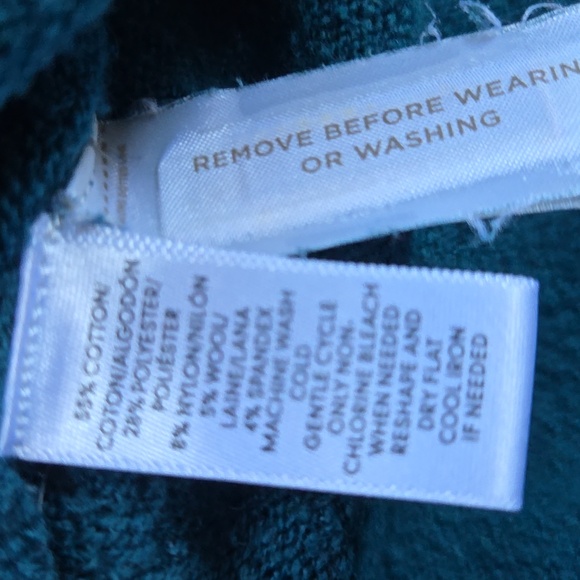 REMOVE BEFORE WEARIN
OR WASHING
55% COTTON/
COTON/ALGODÓN
28% POLYESTER/
POLIÉSTER
8% NYLON/NILÓN
5% WOOL/
LAINE/LANA
4% SPANDEX
MACHINE WASH
COLD
GENTLE CYCLE
ONLY NON-
CHLORINE BLEACH
WHEN NEEDED
RESHAPE AND
DRY FLAT
COOL IRON
IF NEEDED